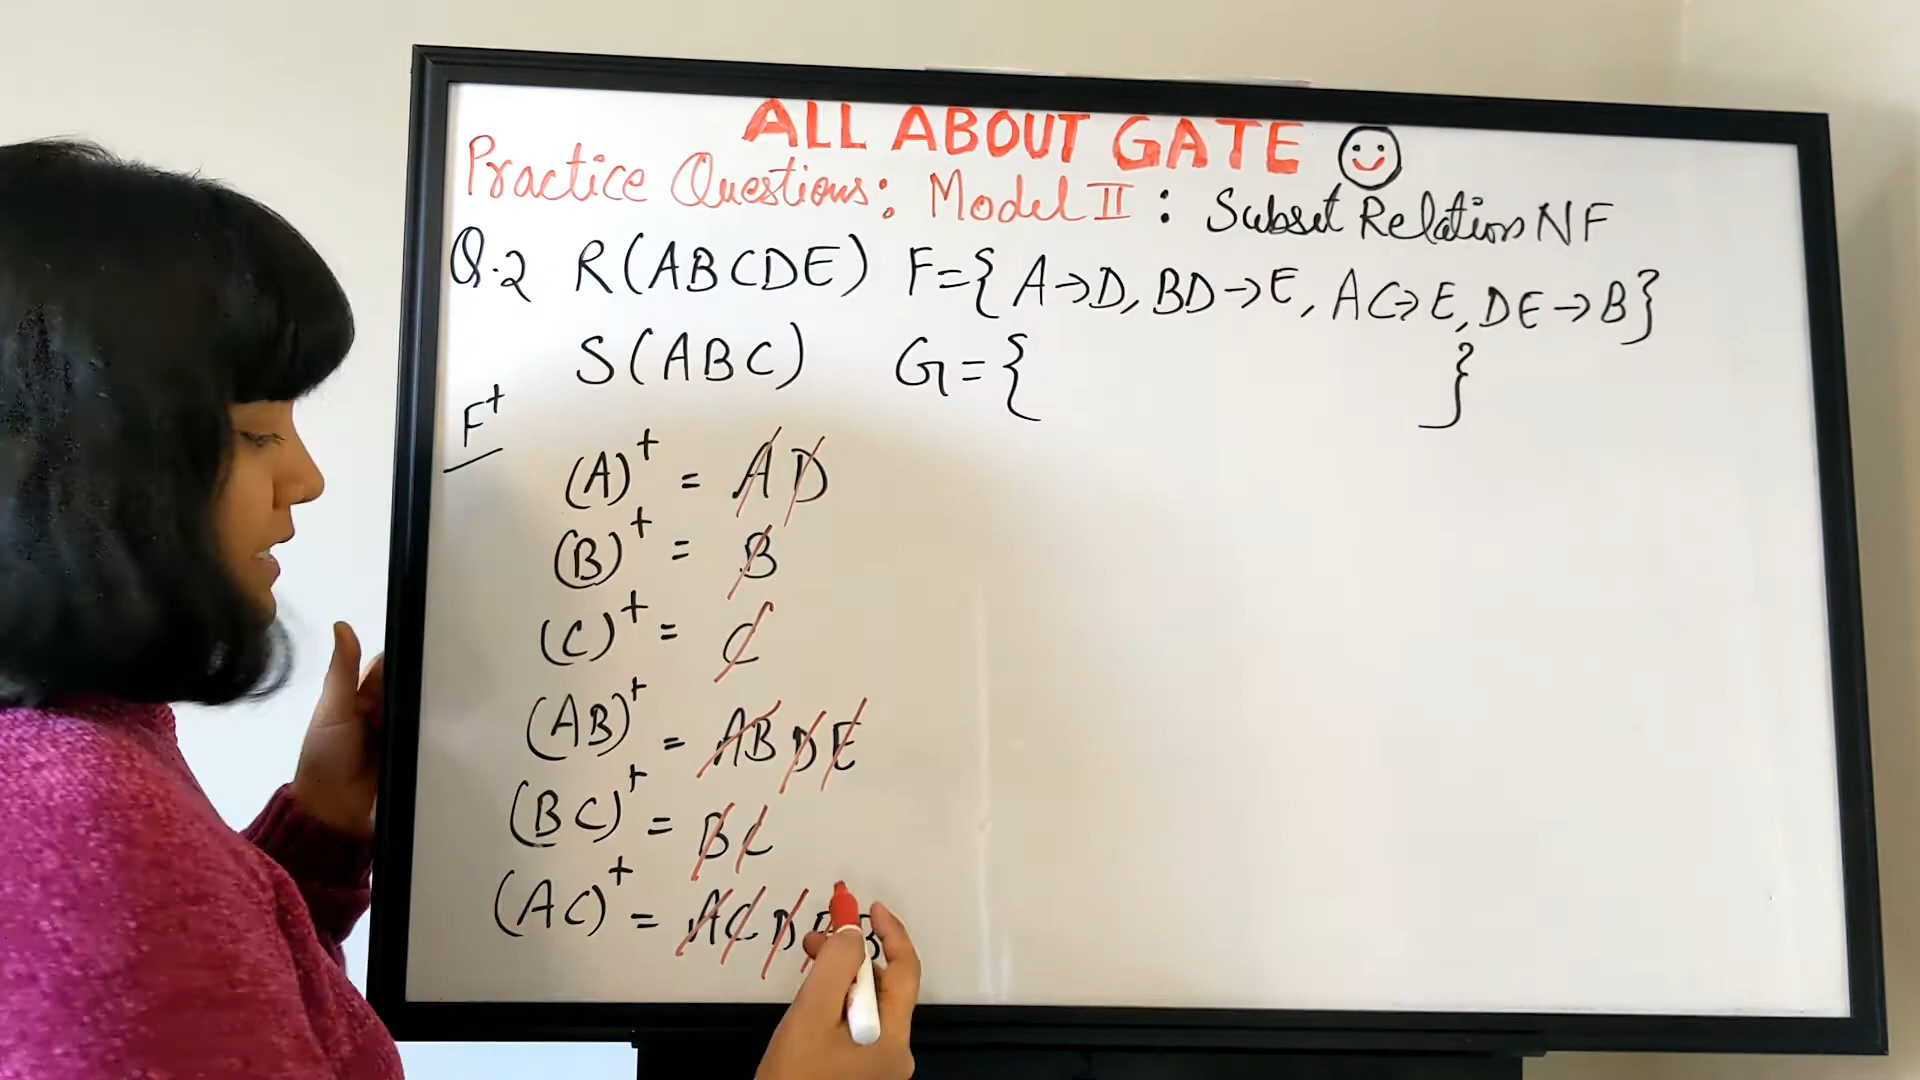 ALL ABOUT GATE
Practice Questions: Model II : Subset Relations NF
Q.2 R(ABCDE) F={ A→D, BD→E, AC→E, DE→B}
S(ABC) G={ }
F+
(A)+ = AD
(B)+ = B
(C)+ = C
(AB)+ = ABDE
(BC)+ = BC
(AC)+ = ACD B